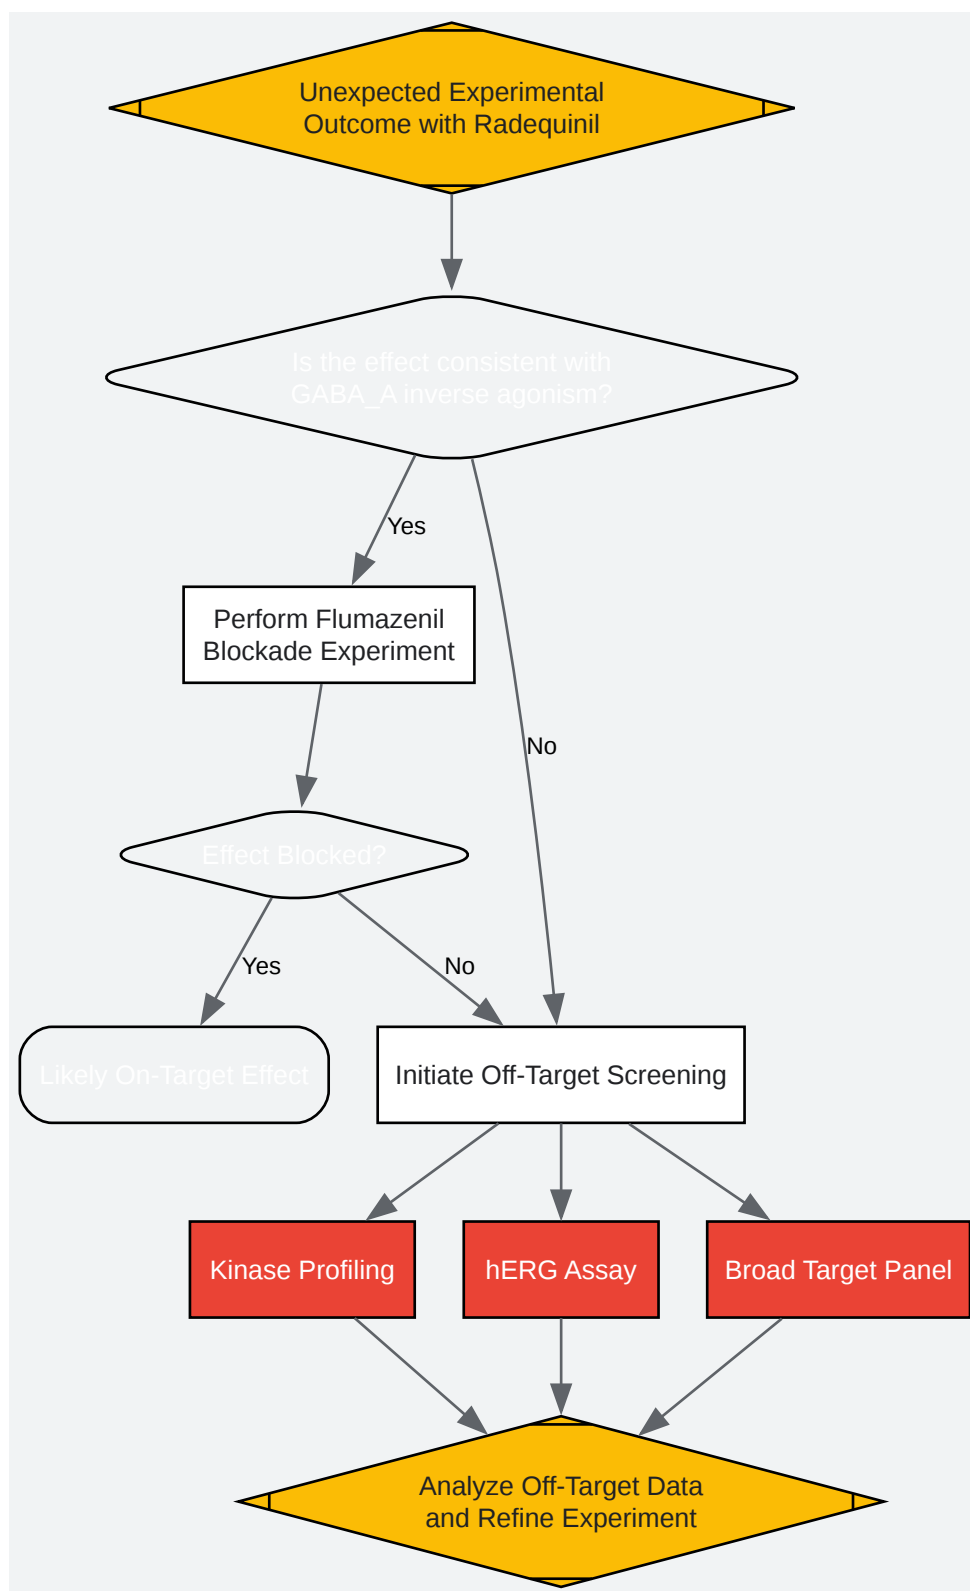 Unexpected Experimental
Outcome with Radequinil
Is the effect consistent with
GABA_A inverse agonism?
Yes
Perform Flumazenil
Blockade Experiment
No
Effect Blocked?
Yes
No
Likely On-Target Effect
Initiate Off-Target Screening
Kinase Profiling
hERG Assay
Broad Target Panel
Analyze Off-Target Data
and Refine Experiment